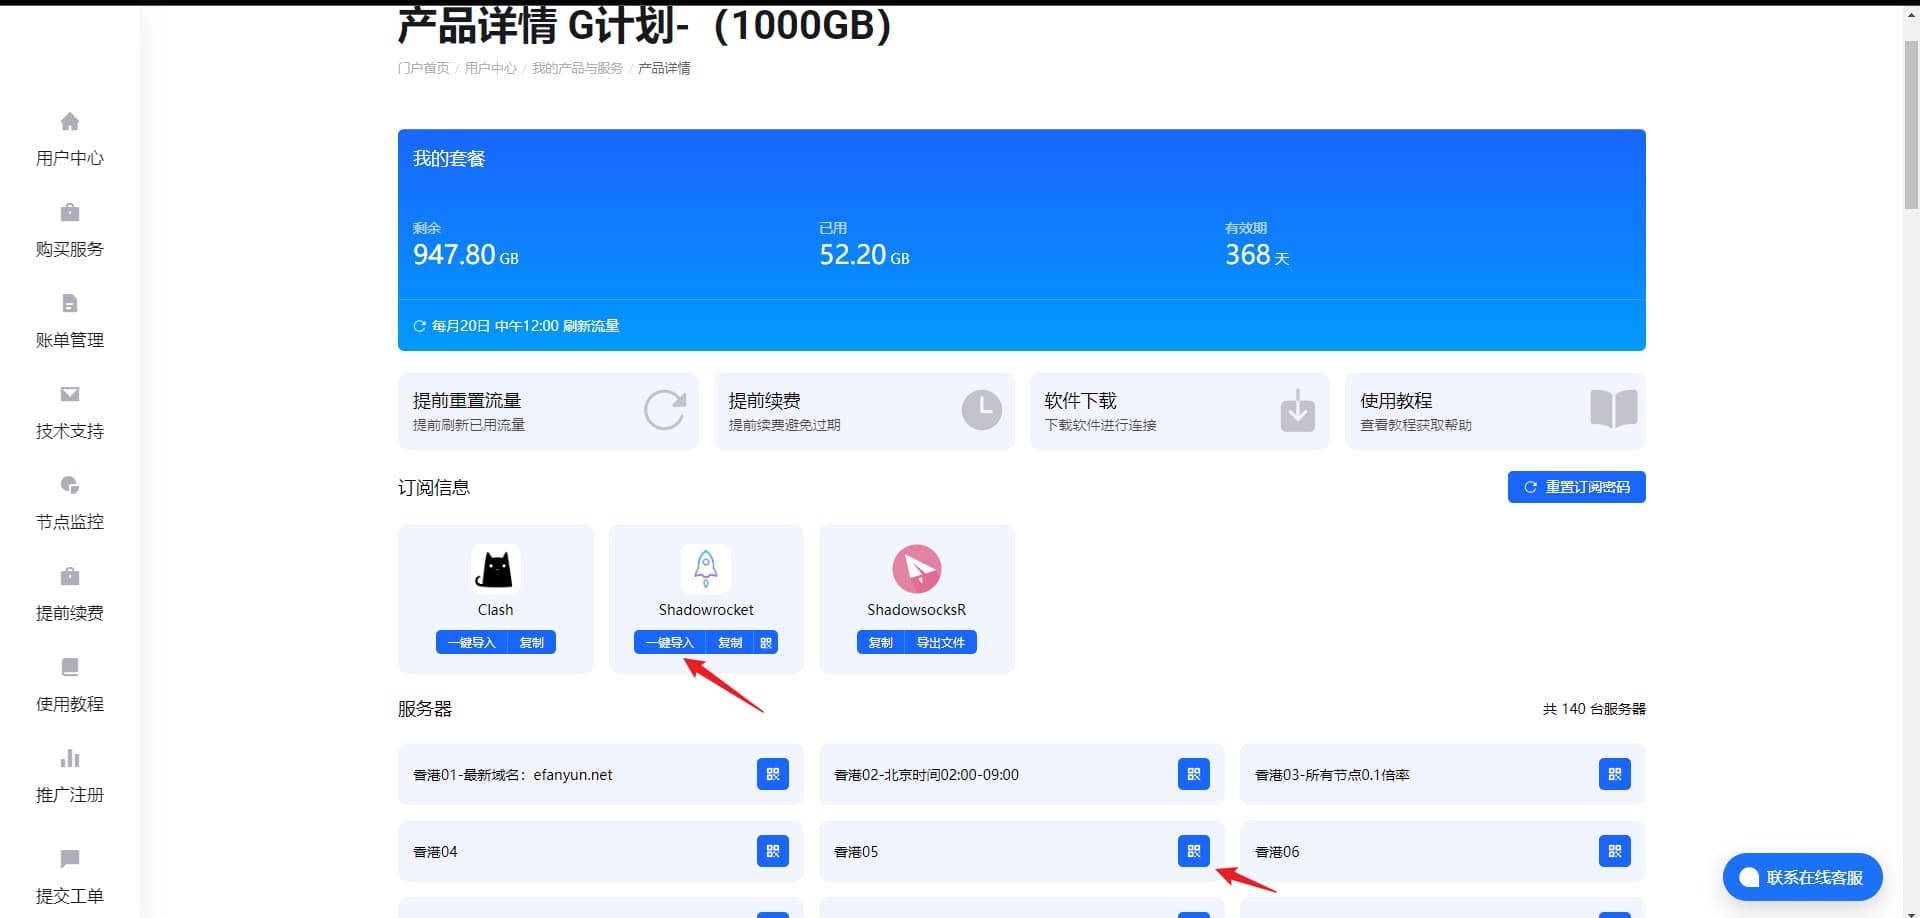 产品详情 G计划-（1000GB）
门户首页 / 用户中心 / 我的产品与服务 / 产品详情
用户中心
购买服务
账单管理
技术支持
节点监控
提前续费
使用教程
推广注册
提交工单
我的套餐
剩余
947.80 GB
已用
52.20 GB
有效期
368 天
每月20日 中午12:00 刷新流量
提前重置流量
提前刷新已用流量
提前续费
提前续费避免过期
软件下载
下载软件进行连接
使用教程
查看教程获取帮助
订阅信息
重置订阅密码
Clash
一键导入 复制
Shadowrocket
一键导入 复制
ShadowsocksR
复制 导出文件
服务器
共 140 台服务器
香港01-最新域名：efanyun.net
香港02-北京时间02:00-09:00
香港03-所有节点0.1倍率
香港04
香港05
香港06
联系在线客服